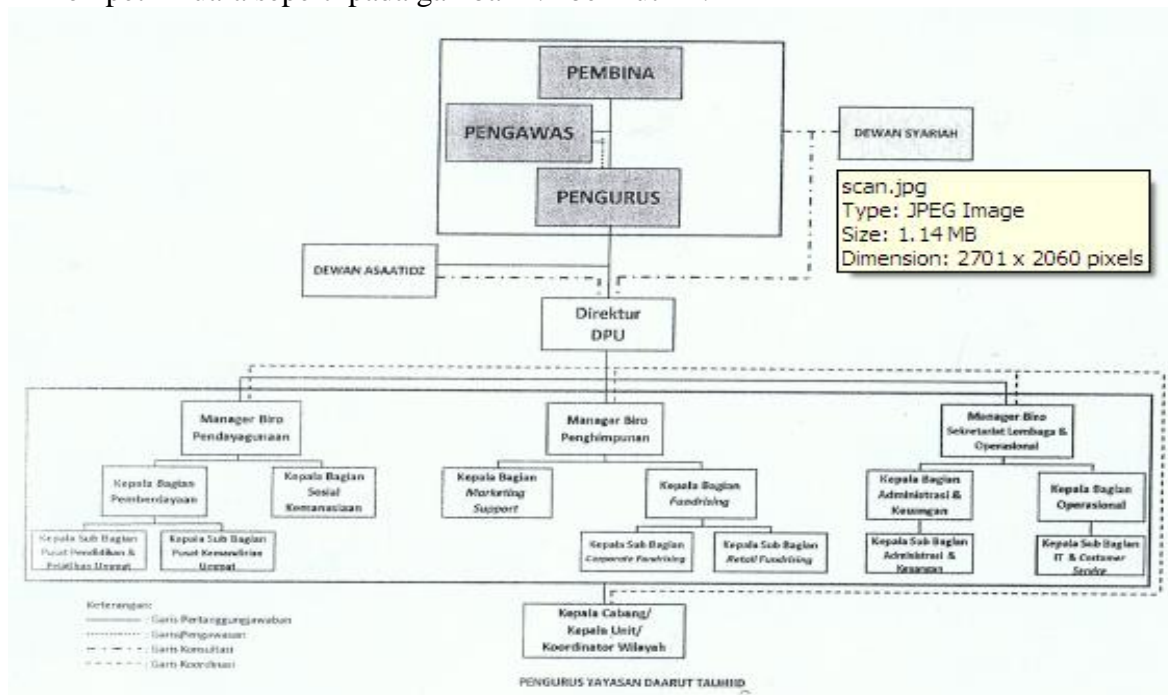 PEMBINA
PENGAWAS
DEWAN SYARIAH
PENGURUS
scan.jpg
Type: JPEG Image
Size: 1.14 MB
Dimension: 2701 x 2060 pixels
DEWAN ASAATIDZ
Direktur
DPU
Manager Biro
Pendayagunaan
Manager Biro
Penghimpunan
Manager Biro
Sekretariat Lembaga &
Operasional
Kepala Bagian
Pemberdayaan
Kepala Bagian
Sosial
Kemanusiaan
Kepala Bagian
Marketing
Support
Kepala Bagian
Fundrising
Kepala Bagian
Administrasi &
Keuangan
Kepala Bagian
Operasional
Kepala Sub Bagian
Pusat Pendidikan &
Pelatihan Ummat
Kepala Sub Bagian
Pusat Kemandirian
Ummat
Kepala Sub Bagian
Corporate Fundrising
Kepala Sub Bagian
Retail Fundrising
Kepala Sub Bagian
Administrasi &
Keuangan
Kepala Sub Bagian
IT & Costumer
Service
Keterangan:
: Garis Pertanggungjawaban
: Garis Pengawasan
: Garis Konsultasi
: Garis Koordinasi
Kepala Cabang/
Kepala Unit/
Koordinator Wilayah
PENGURUS YAYASAN DAARUT TAUHIID